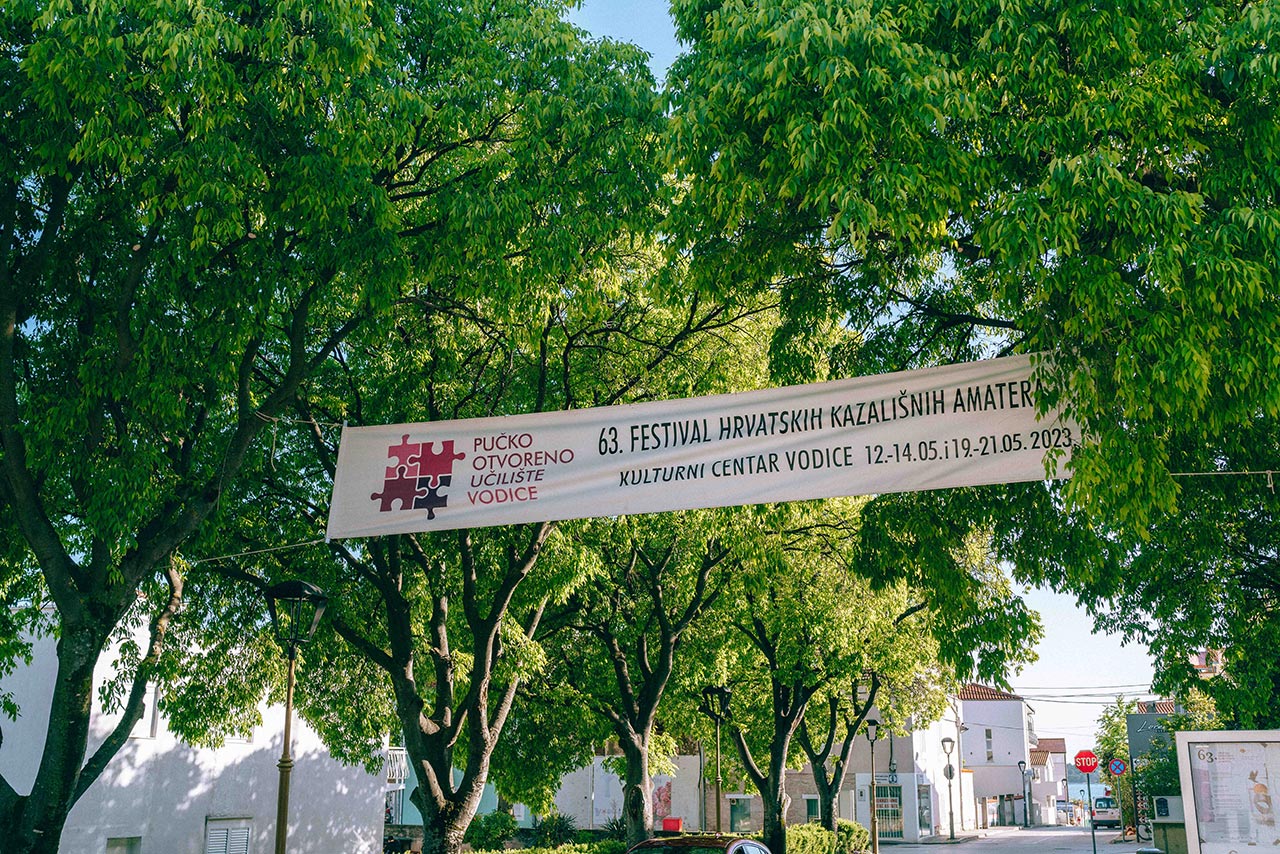 PUČKO
OTVORENO
UČILIŠTE
VODICE
63. FESTIVAL HRVATSKIH KAZALIŠNIH AMATERA
KULTURNI CENTAR VODICE 12.-14.05. i 19.-21.05. 2023.
STOP
63.